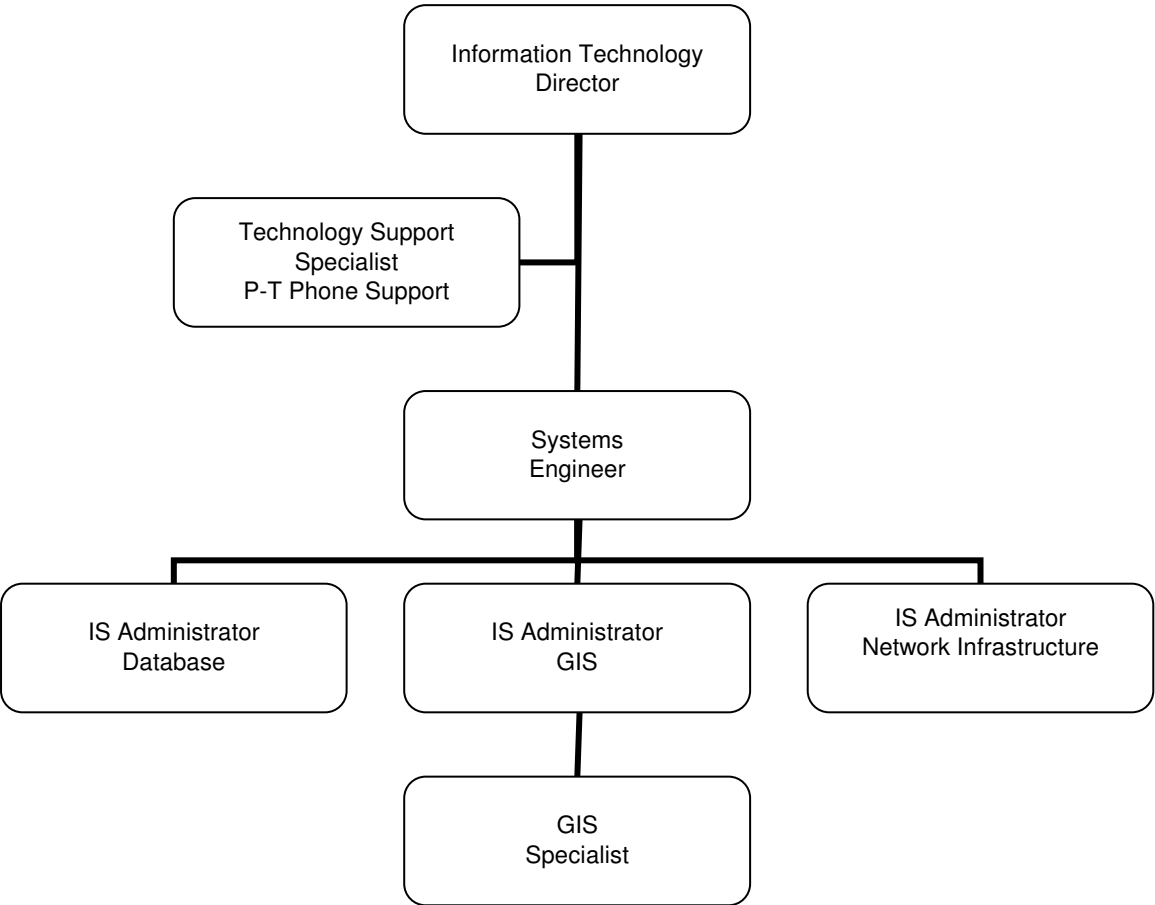 Information Technology
Director
Technology Support
Specialist
P-T Phone Support
Systems
Engineer
IS Administrator
Database
IS Administrator
GIS
IS Administrator
Network Infrastructure
GIS
Specialist